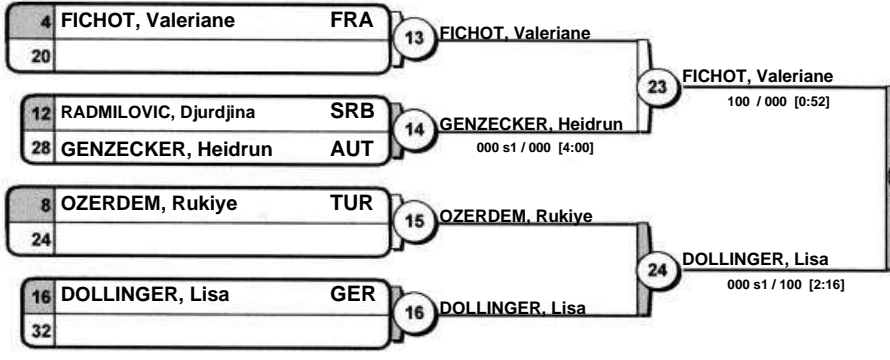 4 FICHOT, Valeriane FRA
20
13
FICHOT, Valeriane
12 RADMILOVIC, Djurdjina SRB
28 GENZECKER, Heidrun AUT
14
GENZECKER, Heidrun
000 s1 / 000 [4:00]
23
FICHOT, Valeriane
100 / 000 [0:52]
8 OZERDEM, Rukiye TUR
24
15
OZERDEM, Rukiye
16 DOLLINGER, Lisa GER
32
16
DOLLINGER, Lisa
24
DOLLINGER, Lisa
000 s1 / 100 [2:16]